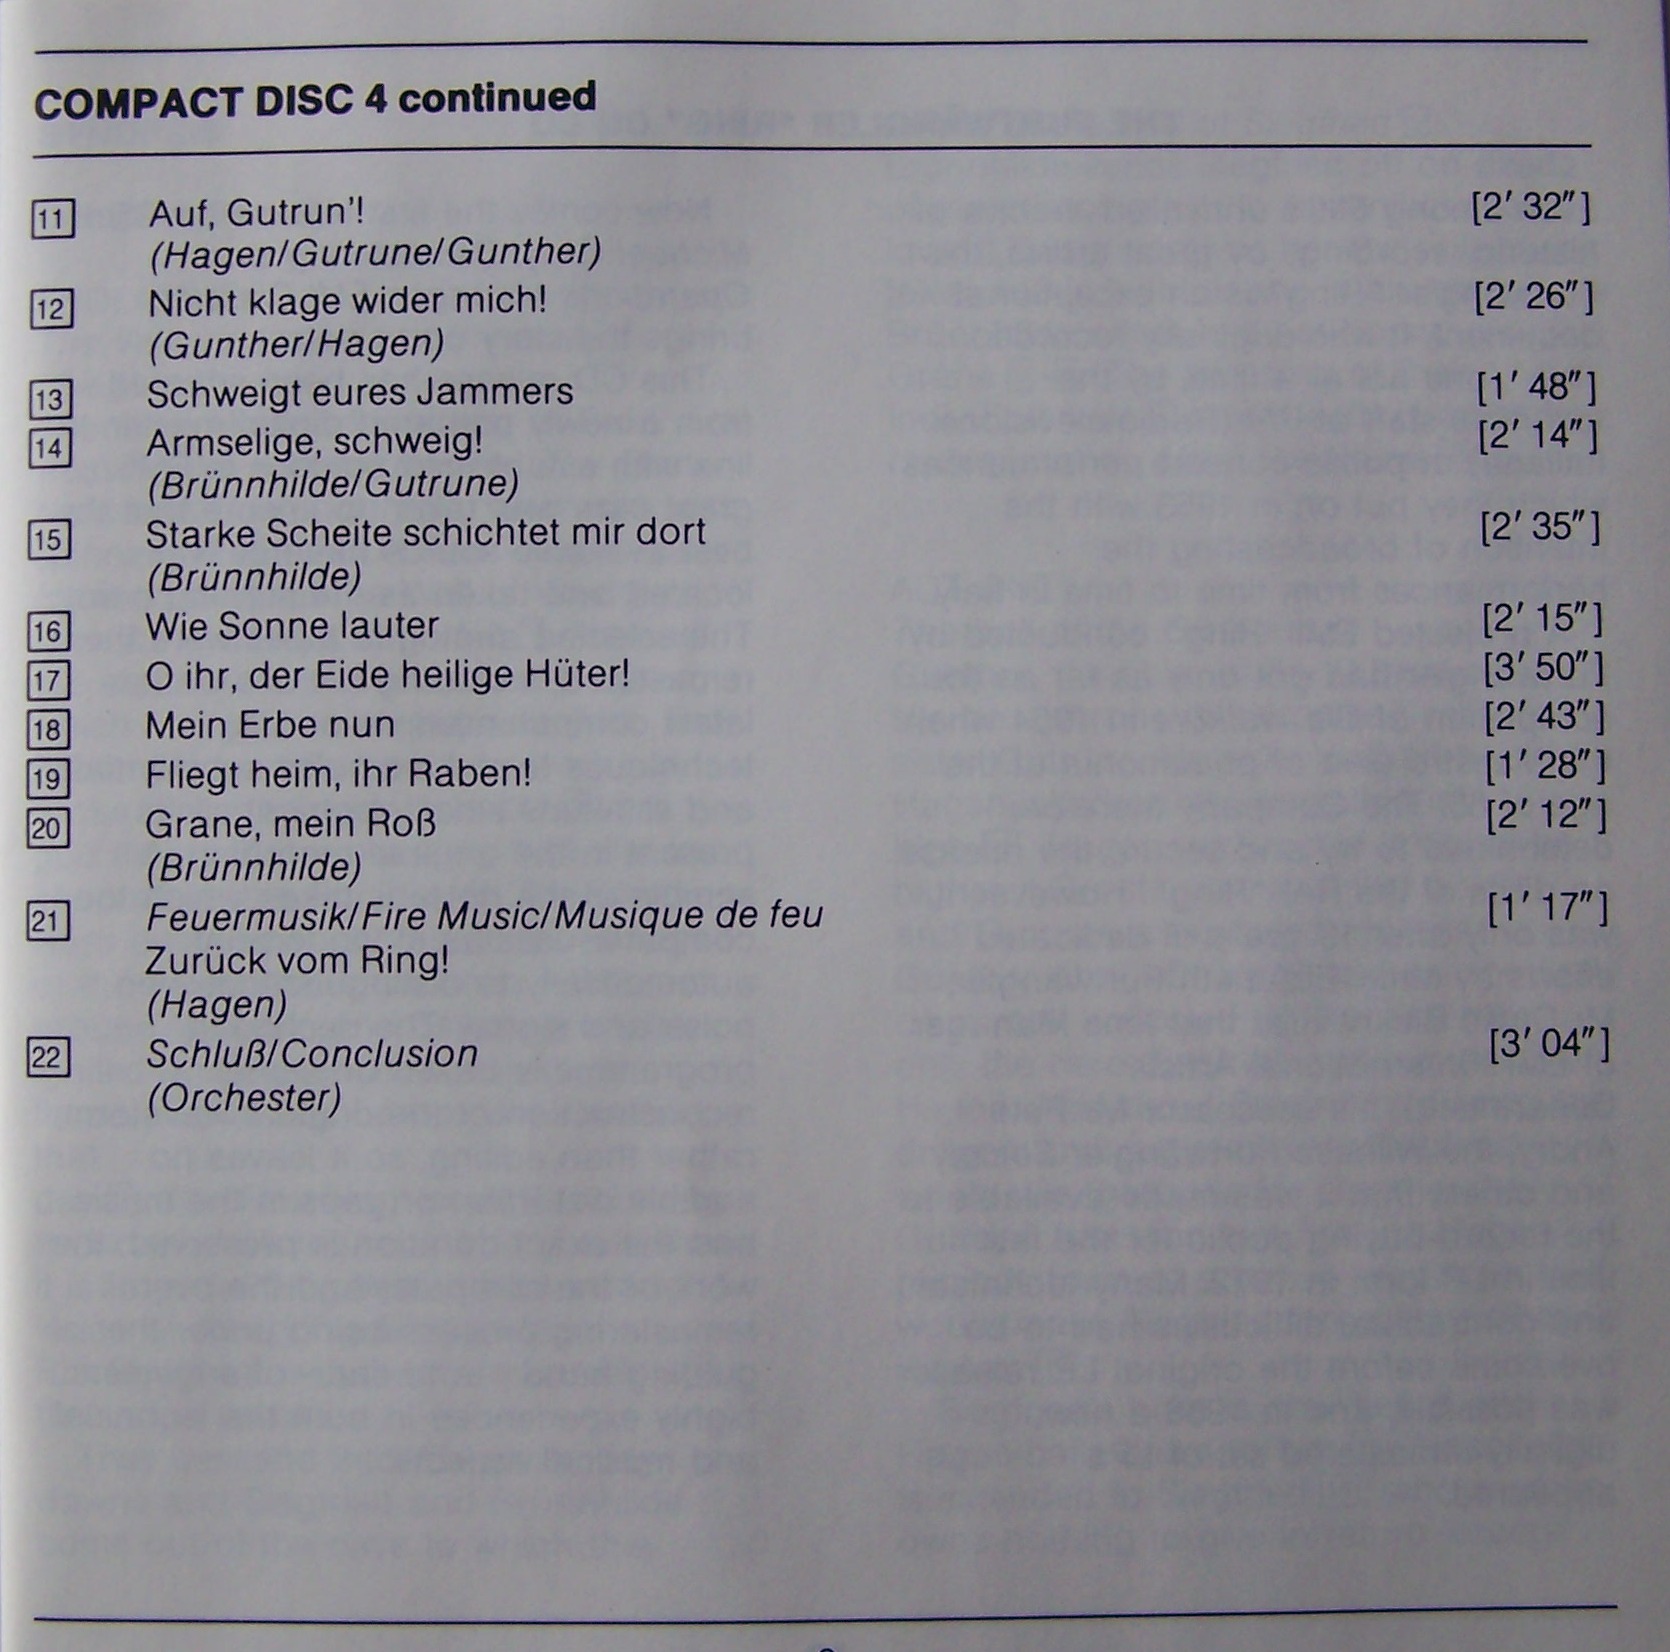 COMPACT DISC 4 continued
11 Auf, Gutrun'! [2′ 32″]
(Hagen/Gutrune/Gunther)
12 Nicht klage wider mich! [2′ 26″]
(Gunther/Hagen)
13 Schweigt eures Jammers [1′ 48″]
14 Armselige, schweig! [2′ 14″]
(Brünnhilde/Gutrune)
15 Starke Scheite schichtet mir dort [2′ 35″]
(Brünnhilde)
16 Wie Sonne lauter [2′ 15″]
17 O ihr, der Eide heilige Hüter! [3′ 50″]
18 Mein Erbe nun [2′ 43″]
19 Fliegt heim, ihr Raben! [1′ 28″]
20 Grane, mein Roß [2′ 12″]
(Brünnhilde)
21 Feuermusik/Fire Music/Musique de feu [1′ 17″]
Zurück vom Ring!
(Hagen)
22 Schluß/Conclusion [3′ 04″]
(Orchester)